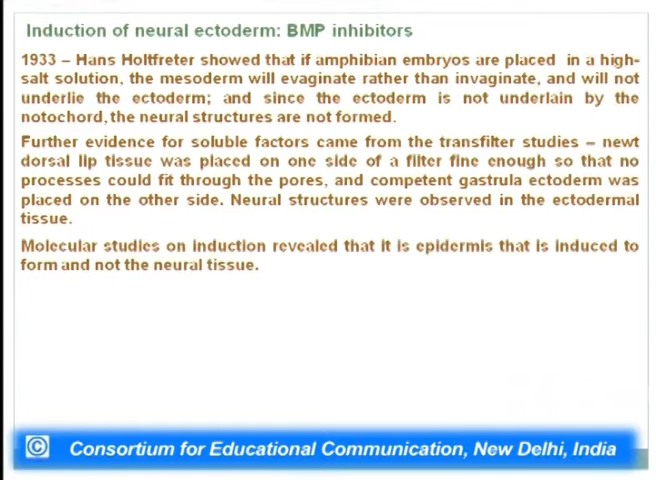 Induction of neural ectoderm: BMP inhibitors
1933 – Hans Holtfreter showed that if amphibian embryos are placed in a high-
salt solution, the mesoderm will evaginate rather than invaginate, and will not
underlie the ectoderm; and since the ectoderm is not underlain by the
notochord, the neural structures are not formed.
Further evidence for soluble factors came from the transfilter studies – newt
dorsal lip tissue was placed on one side of a filter fine enough so that no
processes could fit through the pores, and competent gastrula ectoderm was
placed on the other side. Neural structures were observed in the ectodermal
tissue.
Molecular studies on induction revealed that it is epidermis that is induced to
form and not the neural tissue.
© Consortium for Educational Communication, New Delhi, India